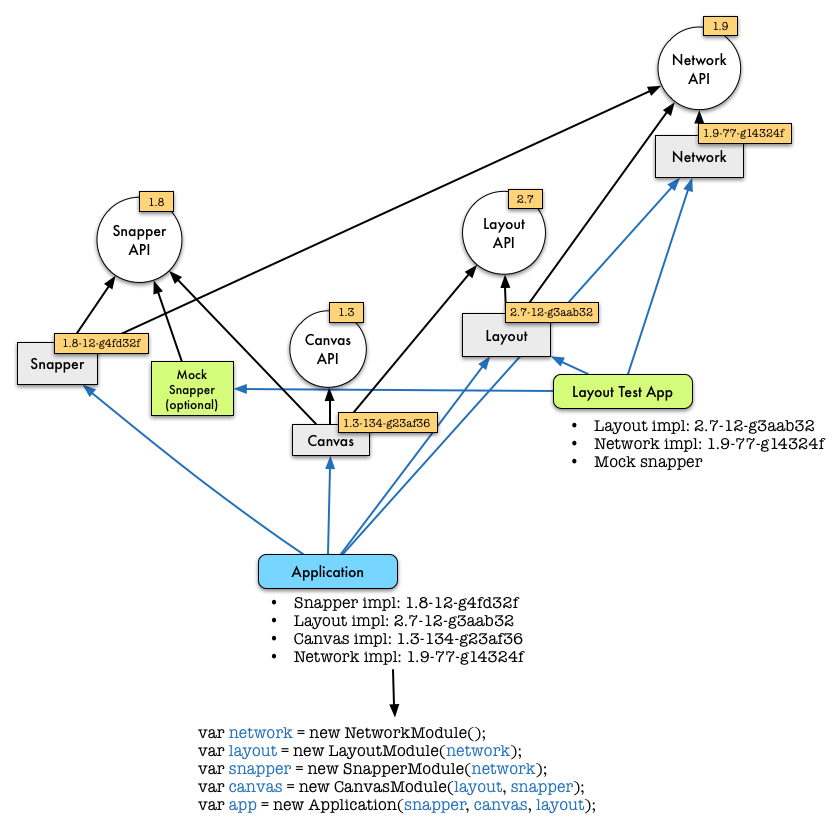 1.9
Network
API
1.9-77-g14324f
Network
1.8
Snapper
API
2.7
Layout
API
1.3
Canvas
API
2.7-12-g3aab32
Layout
1.8-12-g4fd32f
Snapper
Mock
Snapper
(optional)
Layout Test App
1.3-134-g23af36
Canvas
• Layout impl: 2.7-12-g3aab32
• Network impl: 1.9-77-g14324f
• Mock snapper
Application
• Snapper impl: 1.8-12-g4fd32f
• Layout impl: 2.7-12-g3aab32
• Canvas impl: 1.3-134-g23af36
• Network impl: 1.9-77-g14324f
var network = new NetworkModule();
var layout = new LayoutModule(network);
var snapper = new SnapperModule(network);
var canvas = new CanvasModule(layout, snapper);
var app = new Application(snapper, canvas, layout);